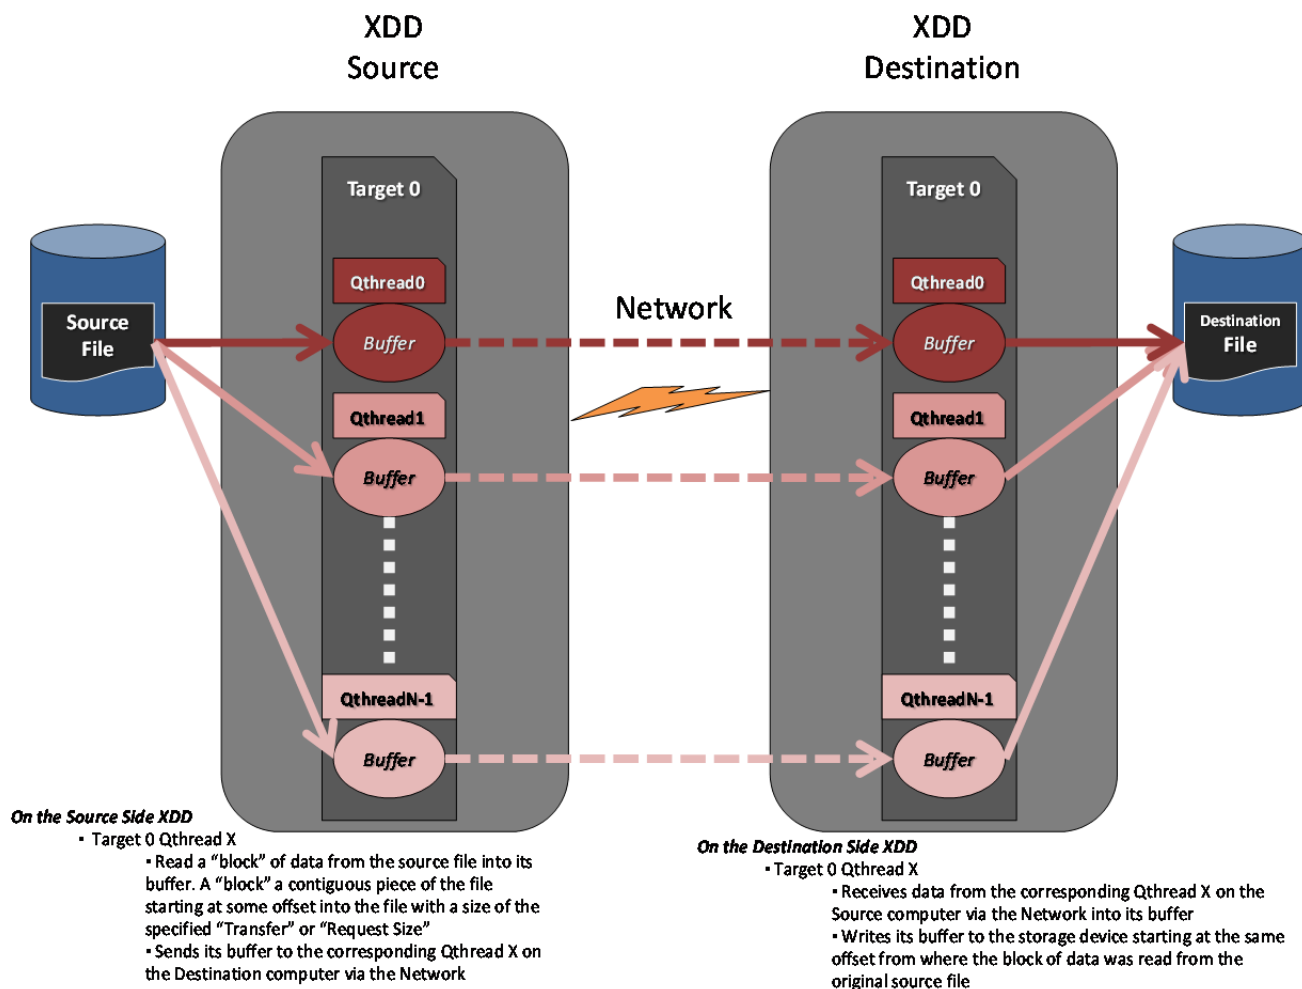 XDD
Source
XDD
Destination
Target 0
Target 0
Qthread0
Qthread0
Network
Source
File
Buffer
Buffer
Destination
File
Qthread1
Qthread1
Buffer
Buffer
QthreadN-1
QthreadN-1
Buffer
Buffer
On the Source Side XDD
▪ Target 0 Qthread X
▪ Read a “block” of data from the source file into its
buffer. A “block” a contiguous piece of the file
starting at some offset into the file with a size of the
specified “Transfer” or “Request Size”
▪ Sends its buffer to the corresponding Qthread X on
the Destination computer via the Network
On the Destination Side XDD
▪ Target 0 Qthread X
▪ Receives data from the corresponding Qthread X on the
Source computer via the Network into its buffer
▪ Writes its buffer to the storage device starting at the same
offset from where the block of data was read from the
original source file